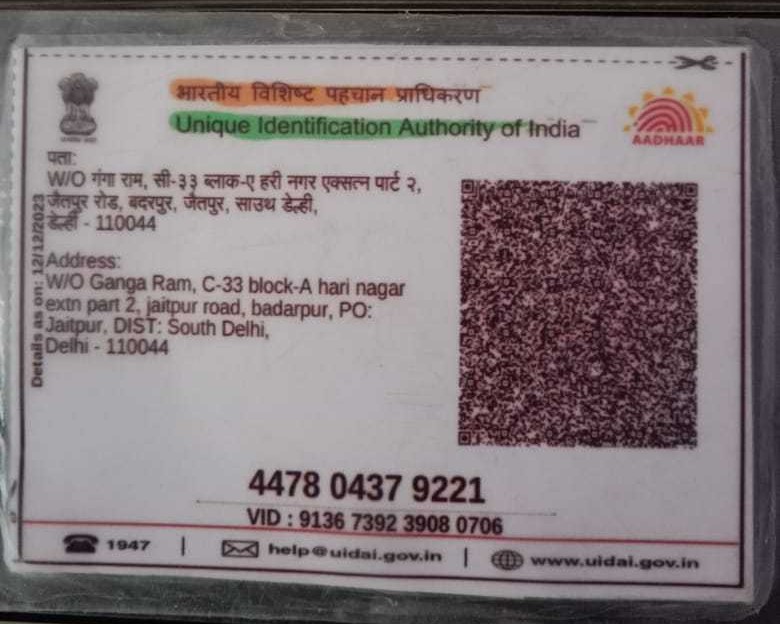 भारतीय विशिष्ट पहचान प्राधिकरण
Unique Identification Authority of India
AADHAAR
पता:
W/O गंगा राम, सी-३३ ब्लाक-ए हरी नगर एक्सत्न पार्ट २,
जैतपुर रोड, बदरपुर, जैतपुर, साउथ डेल्ही,
डेल्ही - 110044
Details as on: 12/12/2023
Address:
W/O Ganga Ram, C-33 block-A hari nagar
extn part 2, jaitpur road, badarpur, PO:
Jaitpur, DIST: South Delhi,
Delhi - 110044
4478 0437 9221
VID : 9136 7392 3908 0706
1947 | help@uidai.gov.in | www.uidai.gov.in